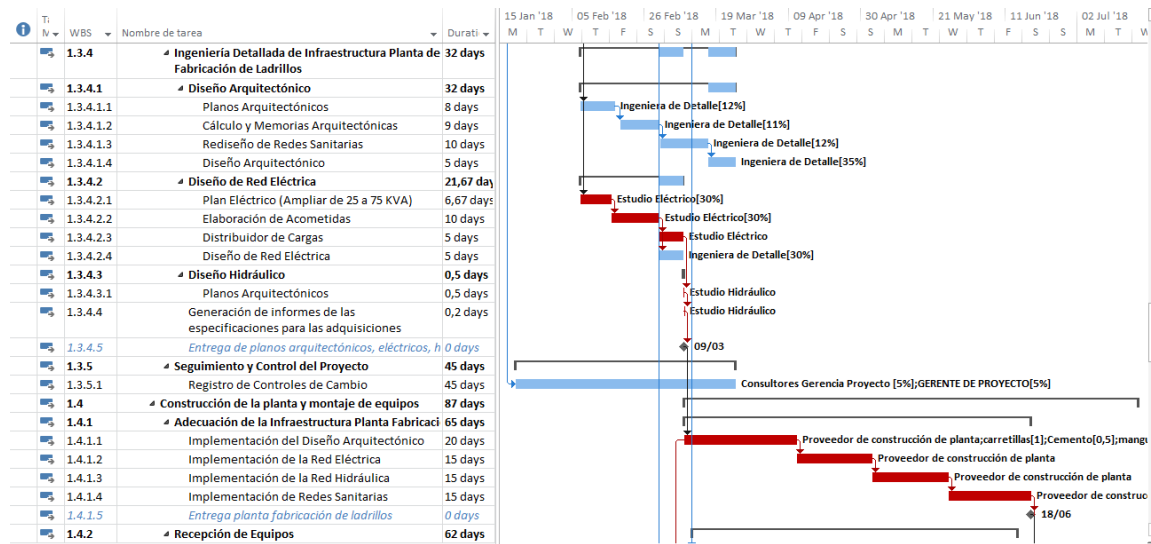 15 Jan '18 05 Feb '18 26 Feb '18 19 Mar '18 09 Apr '18 30 Apr '18 21 May '18 11 Jun '18 02 Jul '18
WBS Nombre de tarea Durati M T W T F S S M T W T F S S M T
1.3.4 Ingeniería Detallada de Infraestructura Planta de 32 days
Fabricación de Ladrillos
1.3.4.1 Diseño Arquitectónico 32 days
1.3.4.1.1 Planos Arquitectónicos 8 days Ingeniera de Detalle[12%]
1.3.4.1.2 Cálculo y Memorias Arquitectónicas 9 days Ingeniera de Detalle[11%]
1.3.4.1.3 Rediseño de Redes Sanitarias 10 days Ingeniera de Detalle[12%]
1.3.4.1.4 Diseño Arquitectónico 5 days Ingeniera de Detalle[35%]
1.3.4.2 Diseño de Red Eléctrica 21,67 day
1.3.4.2.1 Plan Eléctrico (Ampliar de 25 a 75 KVA) 6,67 days Estudio Eléctrico[30%]
1.3.4.2.2 Elaboración de Acometidas 10 days Estudio Eléctrico[30%]
1.3.4.2.3 Distribuidor de Cargas 5 days Estudio Eléctrico
1.3.4.2.4 Diseño de Red Eléctrica 5 days Ingeniera de Detalle[30%]
1.3.4.3 Diseño Hidráulico 0,5 days
1.3.4.3.1 Planos Arquitectónicos 0,5 days Estudio Hidráulico
1.3.4.4 Generación de informes de las 0,2 days Estudio Hidráulico
especificaciones para las adquisiciones
1.3.4.5 Entrega de planos arquitectónicos, eléctricos, h 0 days 09/03
1.3.5 Seguimiento y Control del Proyecto 45 days
1.3.5.1 Registro de Controles de Cambio 45 days Consultores Gerencia Proyecto [5%];GERENTE DE PROYECTO[5%]
1.4 Construcción de la planta y montaje de equipos 87 days
1.4.1 Adecuación de la Infraestructura Planta Fabricaci 65 days
1.4.1.1 Implementación del Diseño Arquitectónico 20 days Proveedor de construcción de planta;carretillas[1];Cemento[0,5];mangu
1.4.1.2 Implementación de la Red Eléctrica 15 days Proveedor de construcción de planta
1.4.1.3 Implementación de la Red Hidráulica 15 days Proveedor de construcción de planta
1.4.1.4 Implementación de Redes Sanitarias 15 days Proveedor de construc
1.4.1.5 Entrega planta fabricación de ladrillos 0 days 18/06
1.4.2 Recepción de Equipos 62 days